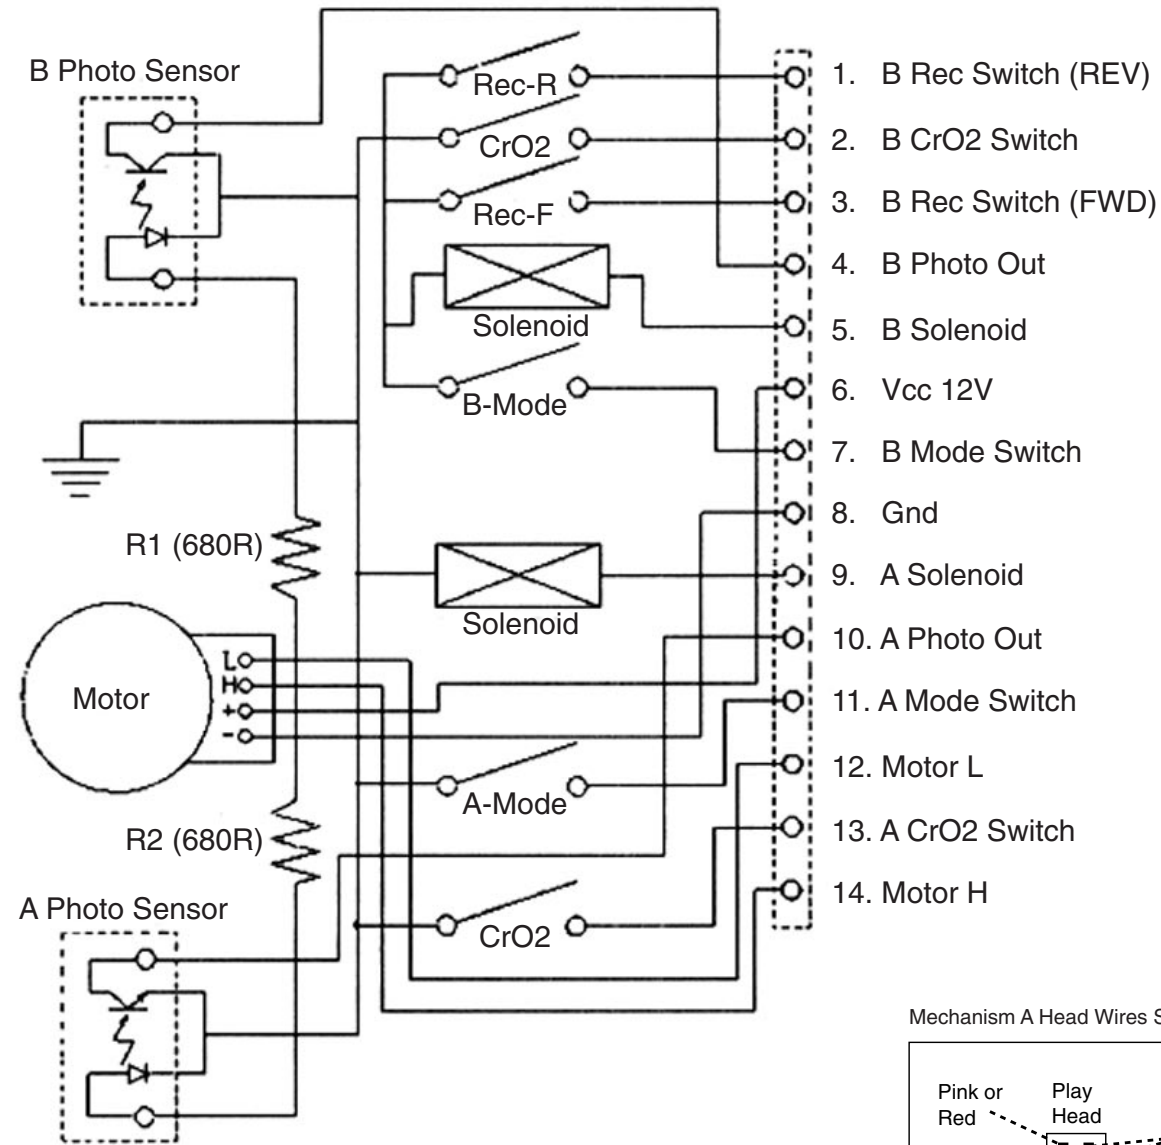 B Photo Sensor
Rec-R
CrO2
Rec-F
Solenoid
B-Mode
R1 (680R)
Solenoid
Motor
L
H
+
-
A-Mode
R2 (680R)
A Photo Sensor
CrO2
1. B Rec Switch (REV)
2. B CrO2 Switch
3. B Rec Switch (FWD)
4. B Photo Out
5. B Solenoid
6. Vcc 12V
7. B Mode Switch
8. Gnd
9. A Solenoid
10. A Photo Out
11. A Mode Switch
12. Motor L
13. A CrO2 Switch
14. Motor H
Mechanism A Head Wires S
Pink or
Red
Play
Head